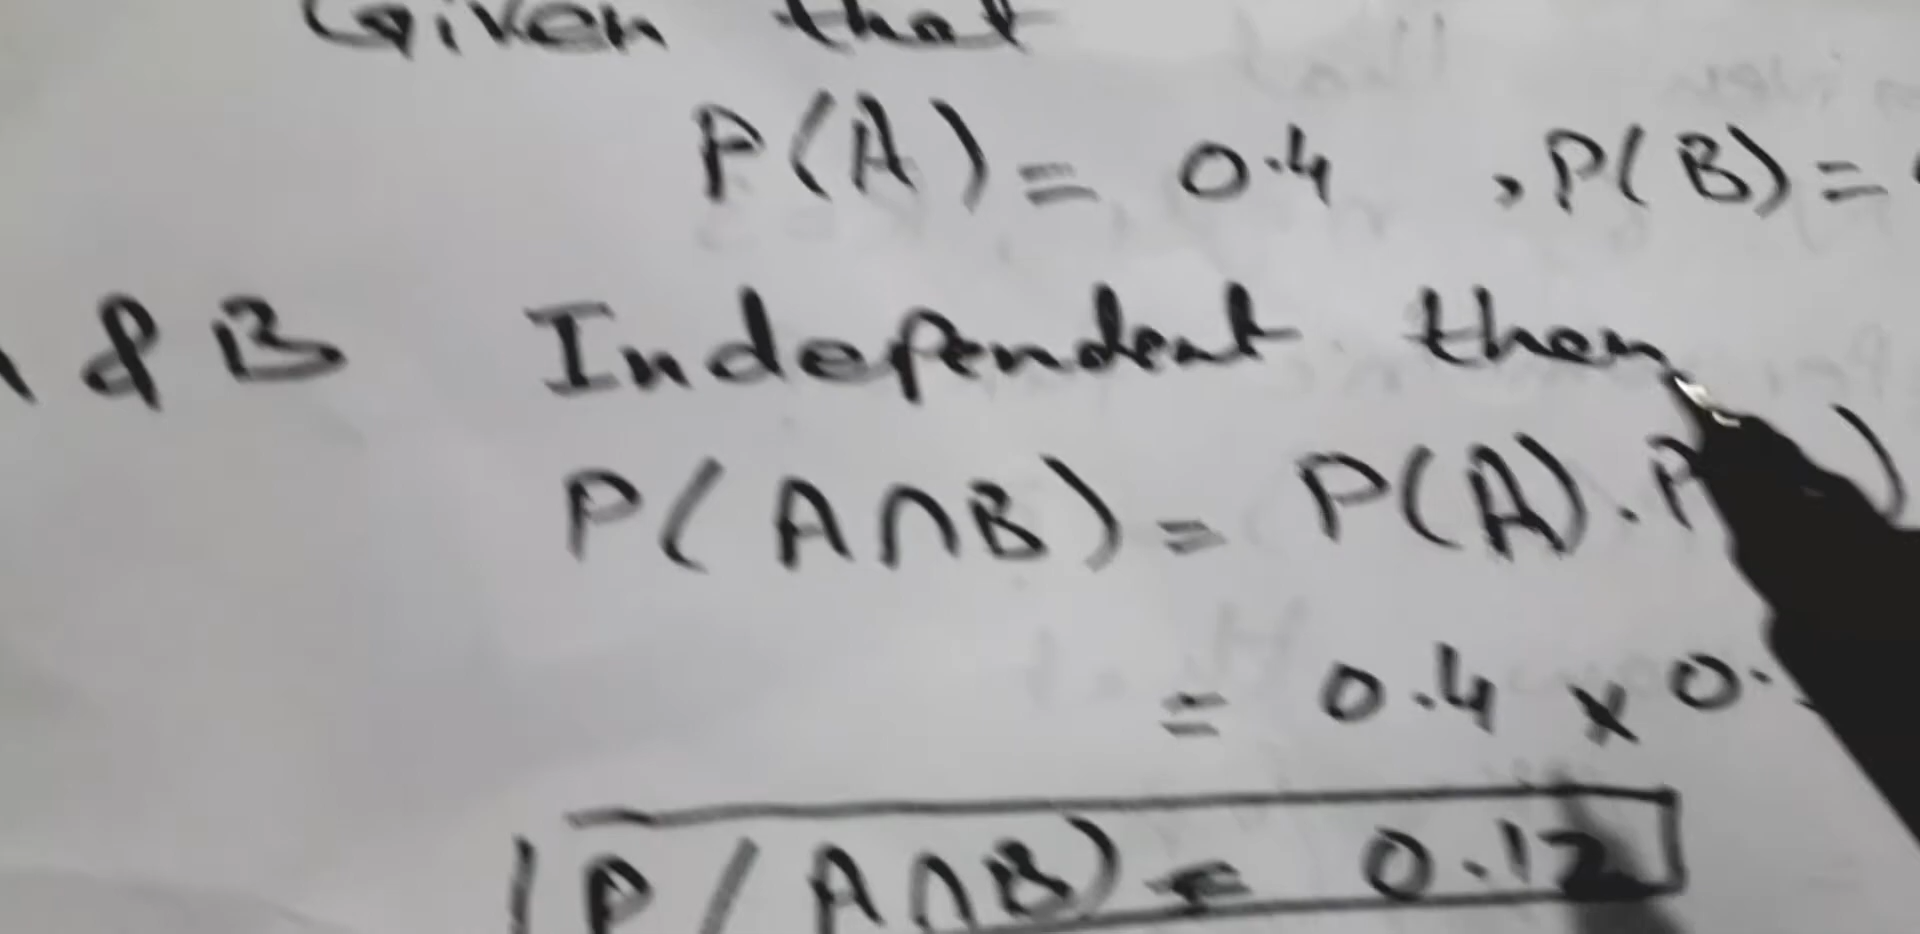 Given that
P(A) = 0.4 , P(B) =
& B Independent then
P(A∩B) = P(A) . P )
= 0.4 x 0.
P(A∩B) = 0.12